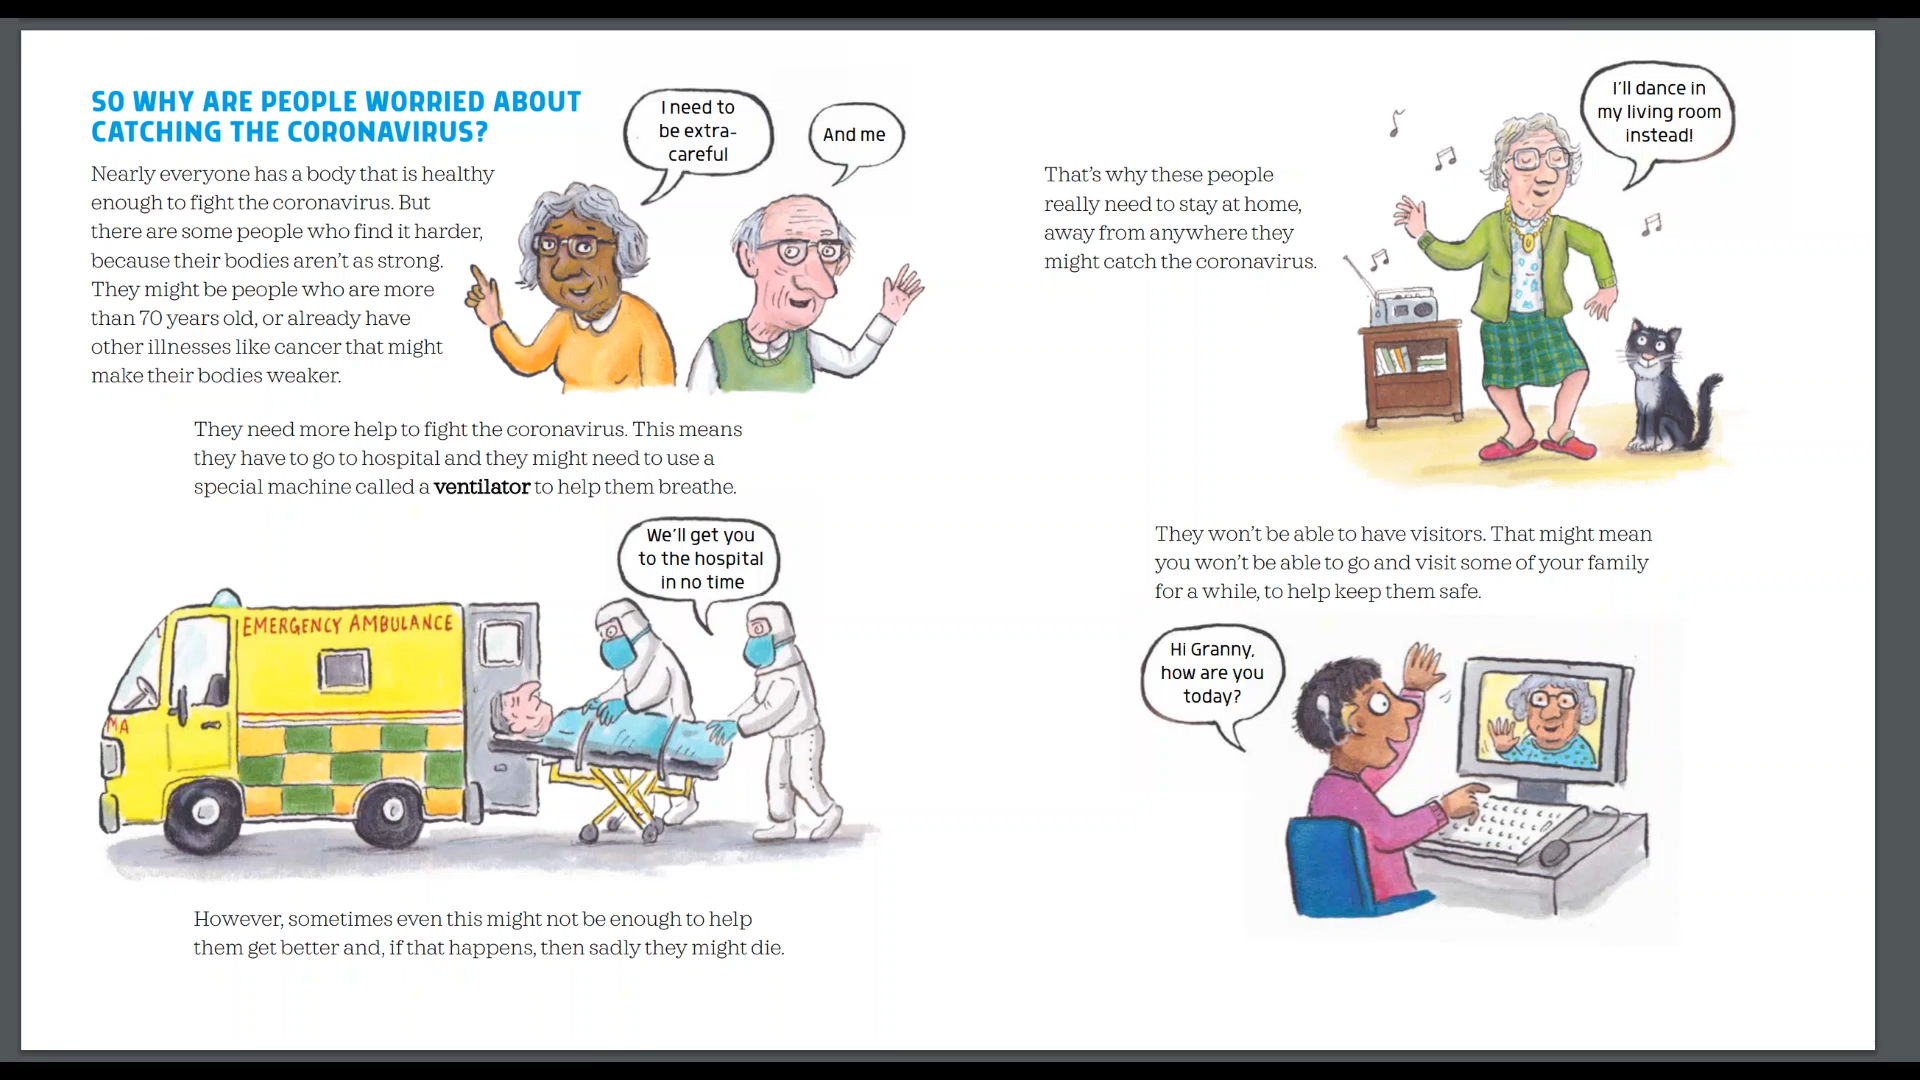 SO WHY ARE PEOPLE WORRIED ABOUT
CATCHING THE CORONAVIRUS?
Nearly everyone has a body that is healthy
enough to fight the coronavirus. But
there are some people who find it harder,
because their bodies aren't as strong.
They might be people who are more
than 70 years old, or already have
other illnesses like cancer that might
make their bodies weaker.
I need to
be extra-
careful
And me
They need more help to fight the coronavirus. This means
they have to go to hospital and they might need to use a
special machine called a ventilator to help them breathe.
We'll get you
to the hospital
in no time
EMERGENCY AMBULANCE
MA
However, sometimes even this might not be enough to help
them get better and, if that happens, then sadly they might die.
I'll dance in
my living room
instead!
That's why these people
really need to stay at home,
away from anywhere they
might catch the coronavirus.
They won't be able to have visitors. That might mean
you won't be able to go and visit some of your family
for a while, to help keep them safe.
Hi Granny,
how are you
today?